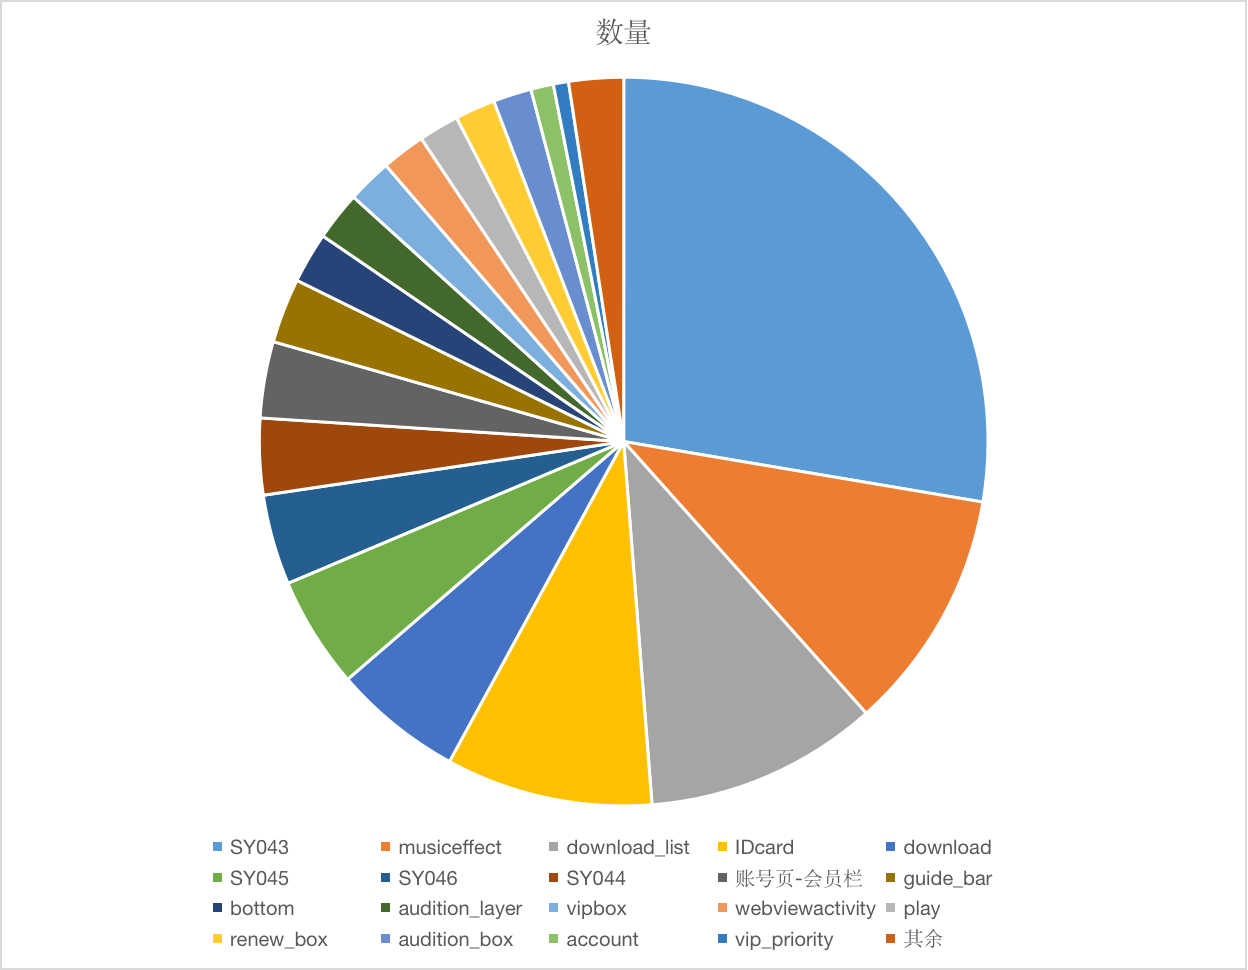 数量
SY043 musiceffect download_list IDcard download
SY045 SY046 SY044 账号页-会员栏 guide_bar
bottom audition_layer vipbox webviewactivity play
renew_box audition_box account vip_priority 其余